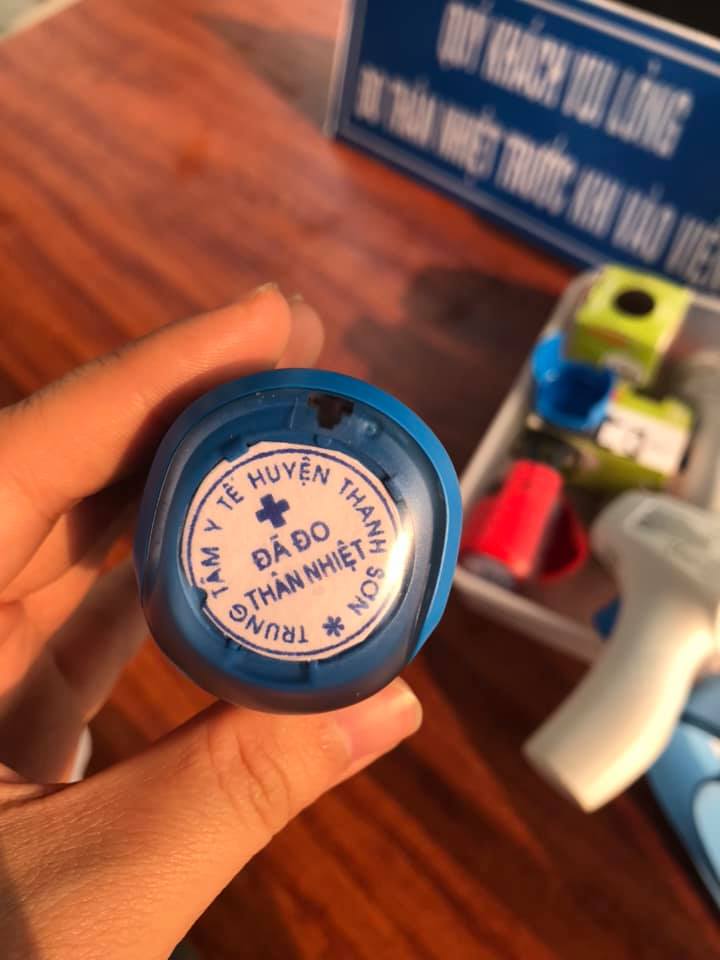 QUÝ KHÁCH VUI LÒNG
ĐO THÂN NHIỆT TRƯỚC KHI VÀO VIỆN
TRUNG TÂM Y TẾ HUYỆN THANH SƠN
ĐÃ ĐO
THÂN NHIỆT